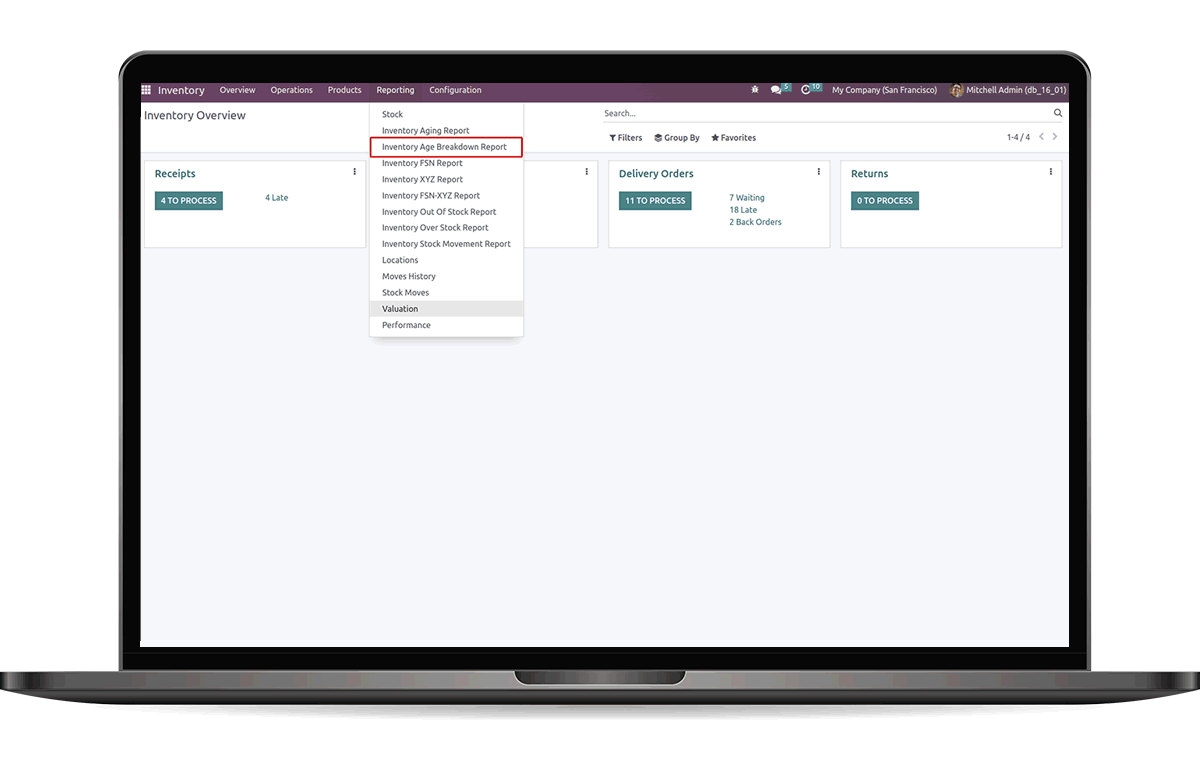 Inventory Overview Operations Products Reporting Configuration 5 10 My Company (San Francisco) Mitchell Admin (db_16_01)
Inventory Overview
Search...
Filters Group By Favorites 1-4 / 4
Stock
Inventory Aging Report
Inventory Age Breakdown Report
Inventory FSN Report
Inventory XYZ Report
Inventory FSN-XYZ Report
Inventory Out Of Stock Report
Inventory Over Stock Report
Inventory Stock Movement Report
Locations
Moves History
Stock Moves
Valuation
Performance
Receipts
4 TO PROCESS
4 Late
Delivery Orders
11 TO PROCESS
7 Waiting
18 Late
2 Back Orders
Returns
0 TO PROCESS